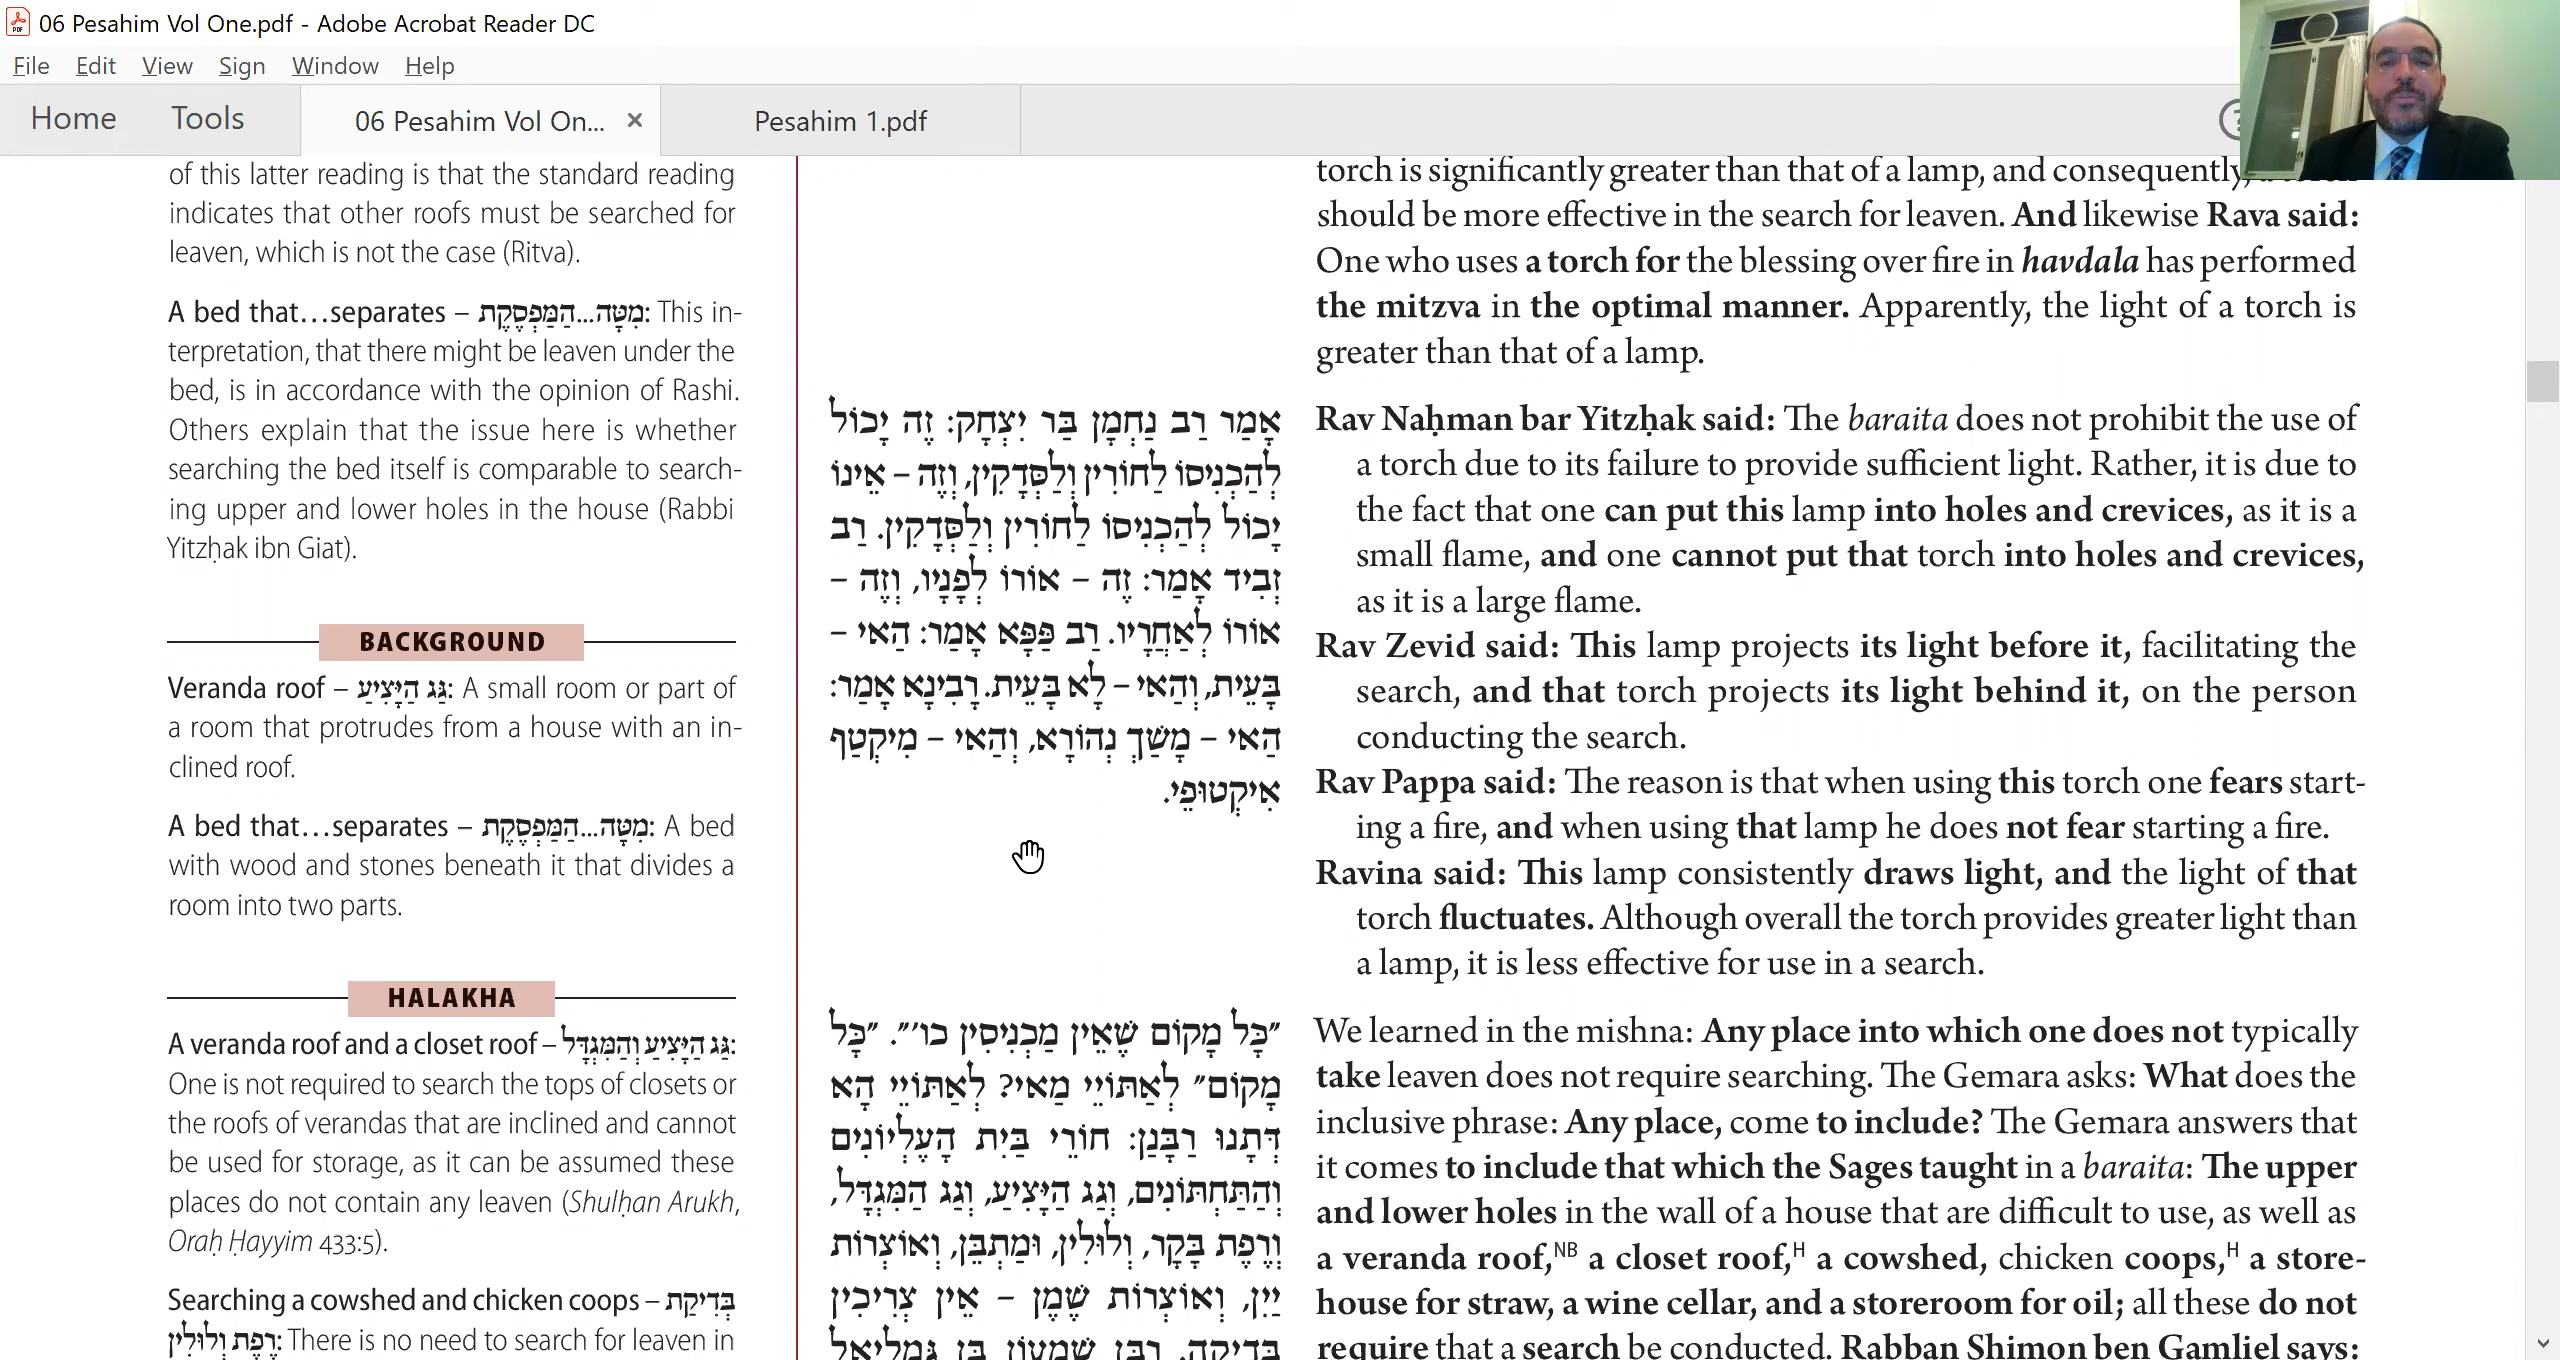 06 Pesahim Vol One.pdf - Adobe Acrobat Reader DC
File Edit View Sign Window Help
Home Tools 06 Pesahim Vol On... × Pesahim 1.pdf
of this latter reading is that the standard reading
indicates that other roofs must be searched for
leaven, which is not the case (Ritva).
A bed that…separates – מִטָּה...הַמַּפְסֶקֶת: This in-
terpretation, that there might be leaven under the
bed, is in accordance with the opinion of Rashi.
Others explain that the issue here is whether
searching the bed itself is comparable to search-
ing upper and lower holes in the house (Rabbi
Yitzḥak ibn Giat).
BACKGROUND
Veranda roof – גַּג הַיָּצִיעַ: A small room or part of
a room that protrudes from a house with an in-
clined roof.
A bed that…separates – מִטָּה...הַמַּפְסֶקֶת: A bed
with wood and stones beneath it that divides a
room into two parts.
HALAKHA
A veranda roof and a closet roof – גַּג הַיָּצִיעַ וְהַמִּגְדָּל:
One is not required to search the tops of closets or
the roofs of verandas that are inclined and cannot
be used for storage, as it can be assumed these
places do not contain any leaven (Shulḥan Arukh,
Oraḥ Ḥayyim 433:5).
Searching a cowshed and chicken coops – בְּדִיקַת
רֶפֶת וְלוּלִין: There is no need to search for leaven in
אָמַר רַב נַחְמָן בַּר יִצְחָק: זֶה יָכוֹל
לְהַכְנִיסוֹ לַחוֹרִין וְלַסְּדָקִין, וְזֶה – אֵינוֹ
יָכוֹל לְהַכְנִיסוֹ לַחוֹרִין וְלַסְּדָקִין. רַב
זְבִיד אָמַר: זֶה – אוֹרוֹ לְפָנָיו, וְזֶה –
אוֹרוֹ לְאַחֲרָיו. רַב פַּפָּא אָמַר: הַאי –
בָּעֵית, וְהַאי – לָא בָּעֵית. רָבִינָא אָמַר:
הַאי – מָשֵׁךְ נְהוֹרָא, וְהַאי – מִיקְטַף
אִיקְטוּפֵי.
״כָּל מָקוֹם שֶׁאֵין מַכְנִיסִין כו׳״. ״כָּל
מָקוֹם״ לְאַתּוֹיֵי מַאי? לְאַתּוֹיֵי הָא
דְּתָנוּ רַבָּנַן: חוֹרֵי בַּיִת הָעֶלְיוֹנִים
וְהַתַּחְתּוֹנִים, וְגַג הַיָּצִיעַ, וְגַג הַמִּגְדָּל,
וְרֶפֶת בָּקָר, וְלוּלִין, וּמַתְבֵּן, וְאוֹצְרוֹת
יַיִן, וְאוֹצְרוֹת שֶׁמֶן – אֵין צְרִיכִין
בְּדִיקָה. רַבָּן שִׁמְעוֹן בֶּן גַּמְלִיאֵל
torch is significantly greater than that of a lamp, and consequently,
should be more effective in the search for leaven. And likewise Rava said:
One who uses a torch for the blessing over fire in havdala has performed
the mitzva in the optimal manner. Apparently, the light of a torch is
greater than that of a lamp.
Rav Naḥman bar Yitzḥak said: The baraita does not prohibit the use of
a torch due to its failure to provide sufficient light. Rather, it is due to
the fact that one can put this lamp into holes and crevices, as it is a
small flame, and one cannot put that torch into holes and crevices,
as it is a large flame.
Rav Zevid said: This lamp projects its light before it, facilitating the
search, and that torch projects its light behind it, on the person
conducting the search.
Rav Pappa said: The reason is that when using this torch one fears start-
ing a fire, and when using that lamp he does not fear starting a fire.
Ravina said: This lamp consistently draws light, and the light of that
torch fluctuates. Although overall the torch provides greater light than
a lamp, it is less effective for use in a search.
We learned in the mishna: Any place into which one does not typically
take leaven does not require searching. The Gemara asks: What does the
inclusive phrase: Any place, come to include? The Gemara answers that
it comes to include that which the Sages taught in a baraita: The upper
and lower holes in the wall of a house that are difficult to use, as well as
a veranda roof,NB a closet roof,H a cowshed, chicken coops,H a store-
house for straw, a wine cellar, and a storeroom for oil; all these do not
require that a search be conducted. Rabban Shimon ben Gamliel says: